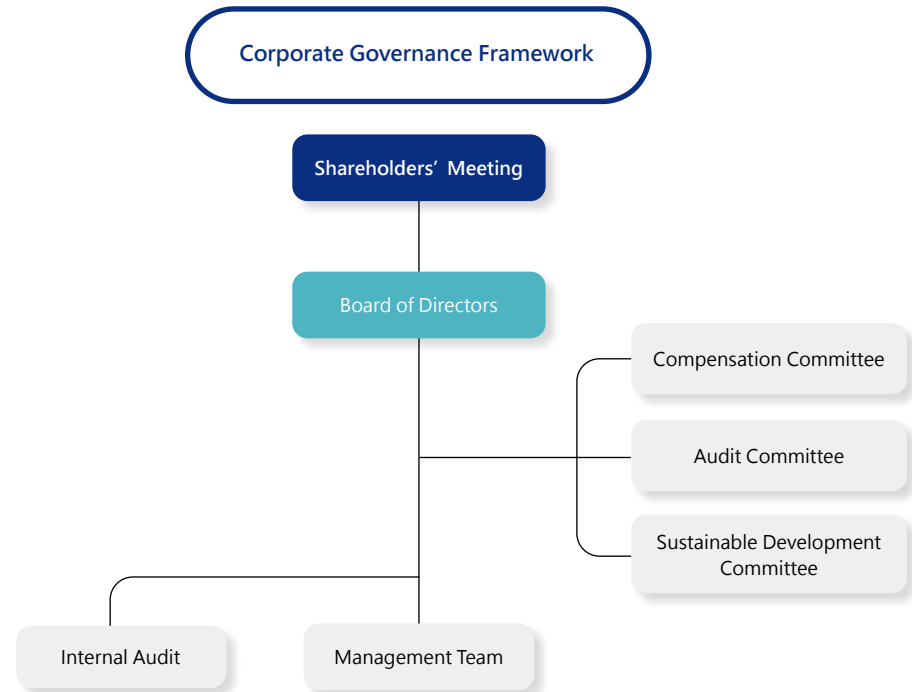 Corporate Governance Framework
Shareholders’ Meeting
Board of Directors
Compensation Committee
Audit Committee
Sustainable Development
Committee
Internal Audit
Management Team